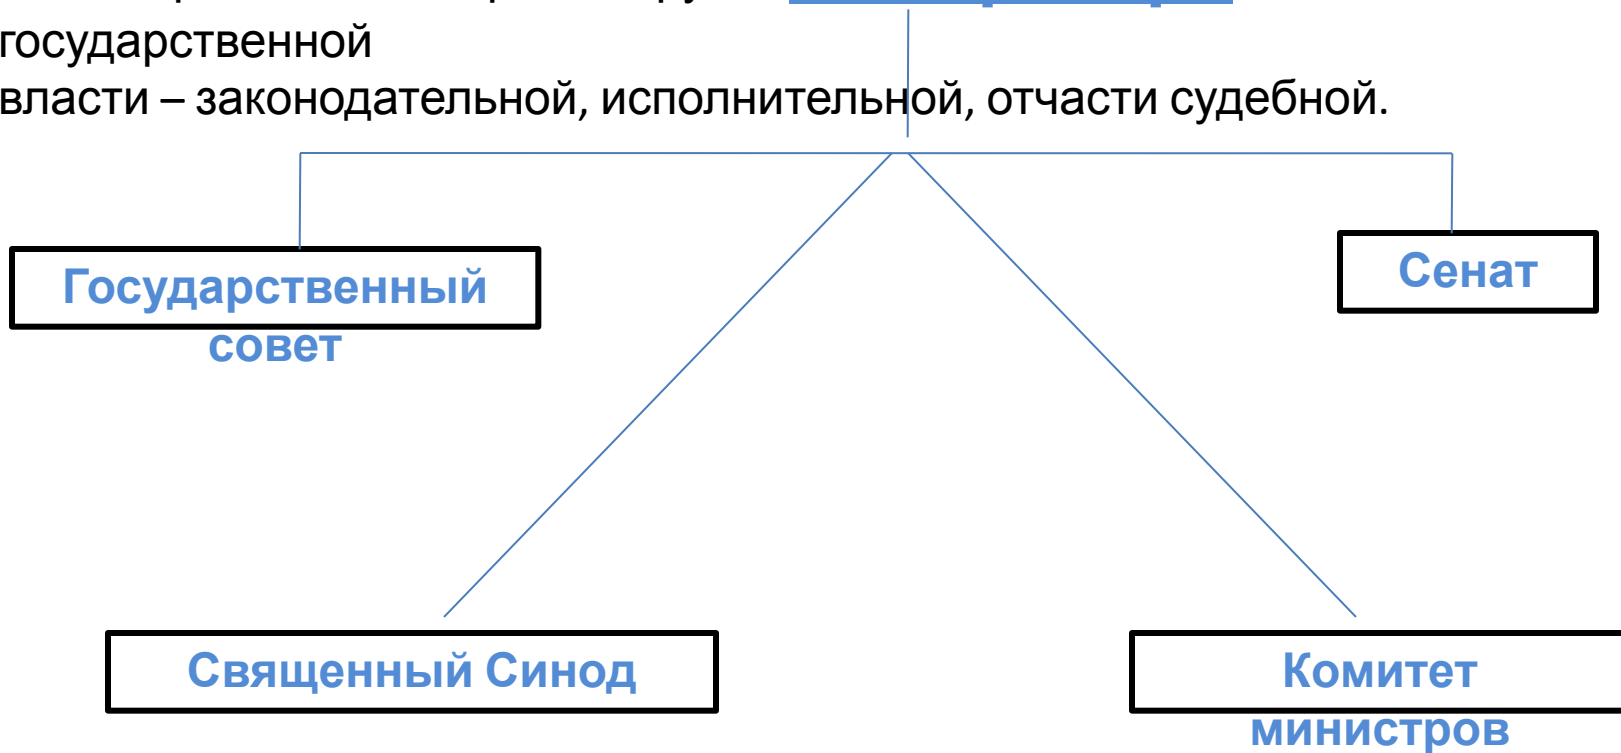 государственной
власти – законодательной, исполнительной, отчасти судебной.
Государственный
совет
Сенат
Священный Синод
Комитет
министров